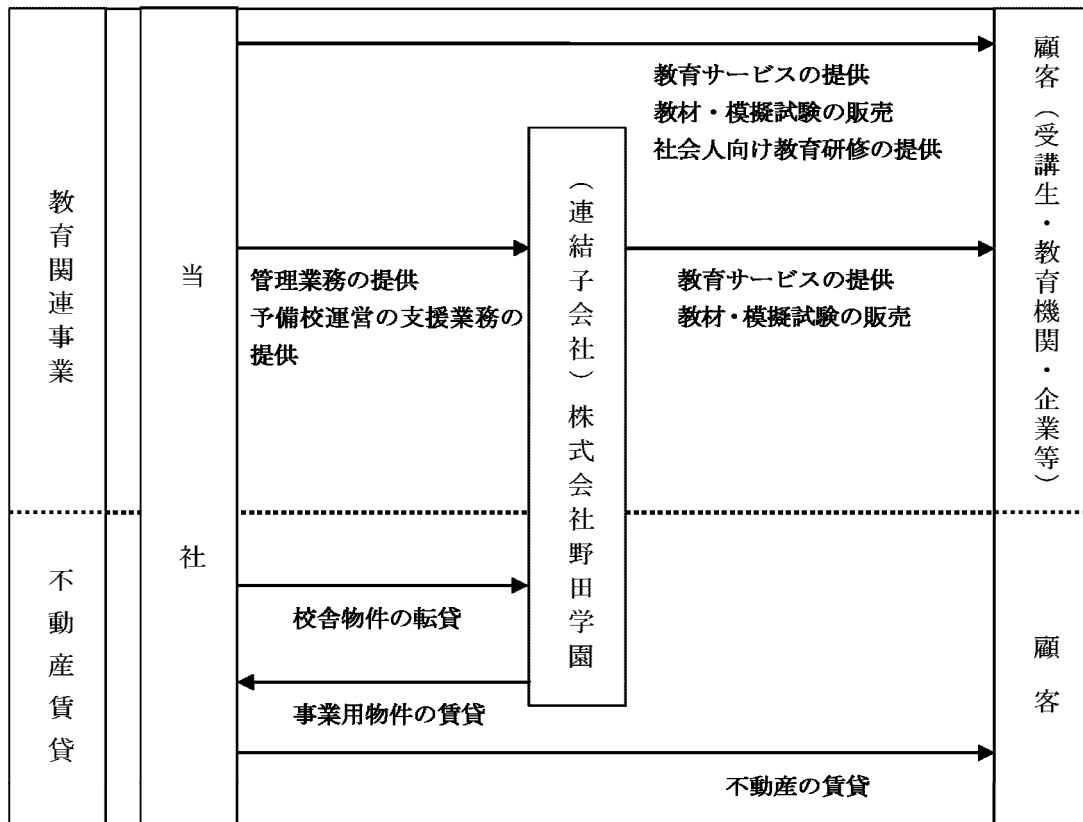 教育関連事業
不動産賃貸
当社
教育サービスの提供
教材・模擬試験の販売
社会人向け教育研修の提供
管理業務の提供
予備校運営の支援業務の
提供
(連結子会社)株式会社野田学園
教育サービスの提供
教材・模擬試験の販売
校舎物件の転貸
事業用物件の賃貸
不動産の賃貸
顧客(受講生・教育機関・企業等)
顧客